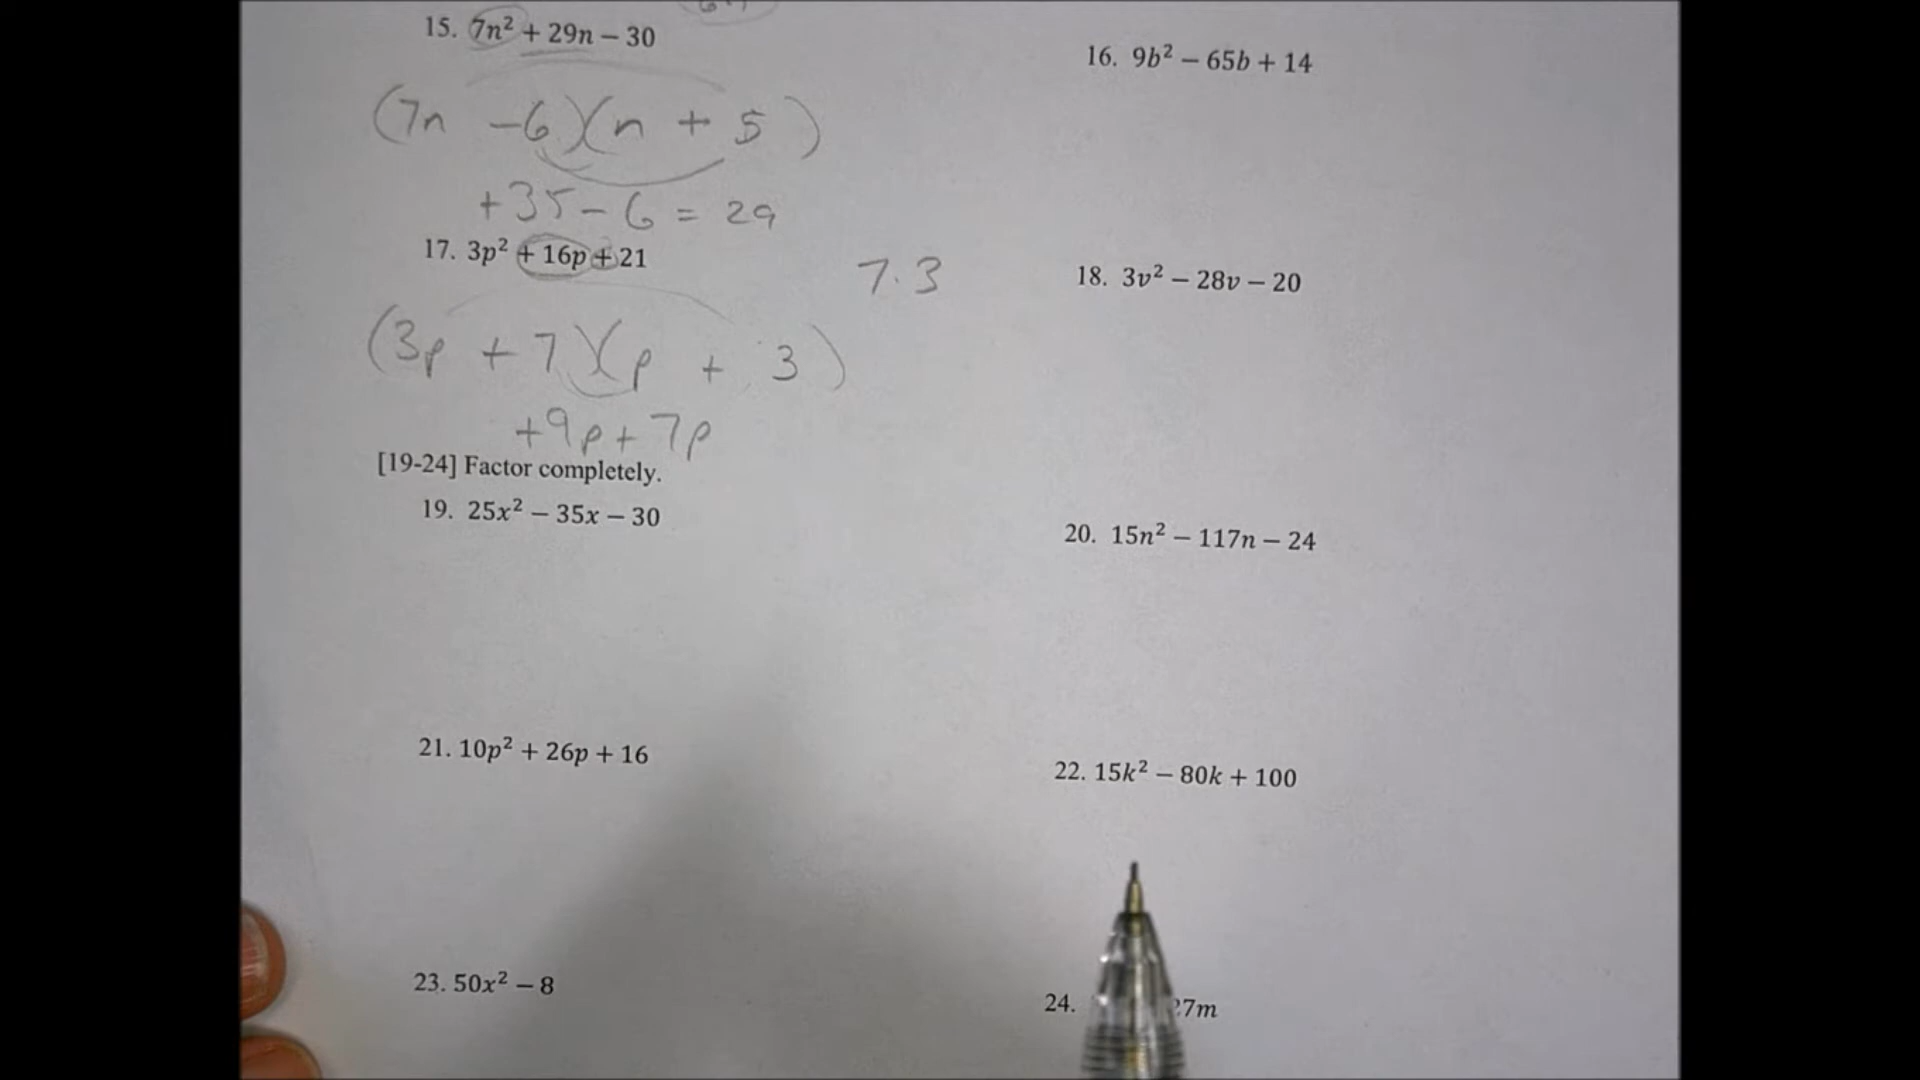 15. 7n² + 29n − 30
(7n − 6)(n + 5)
+35 − 6 = 29
16. 9b² − 65b + 14
17. 3p² + 16p + 21
7·3
(3p + 7)(p + 3)
+9p + 7p
18. 3v² − 28v − 20
[19-24] Factor completely.
19. 25x² − 35x − 30
20. 15n² − 117n − 24
21. 10p² + 26p + 16
22. 15k² − 80k + 100
23. 50x² − 8
24.